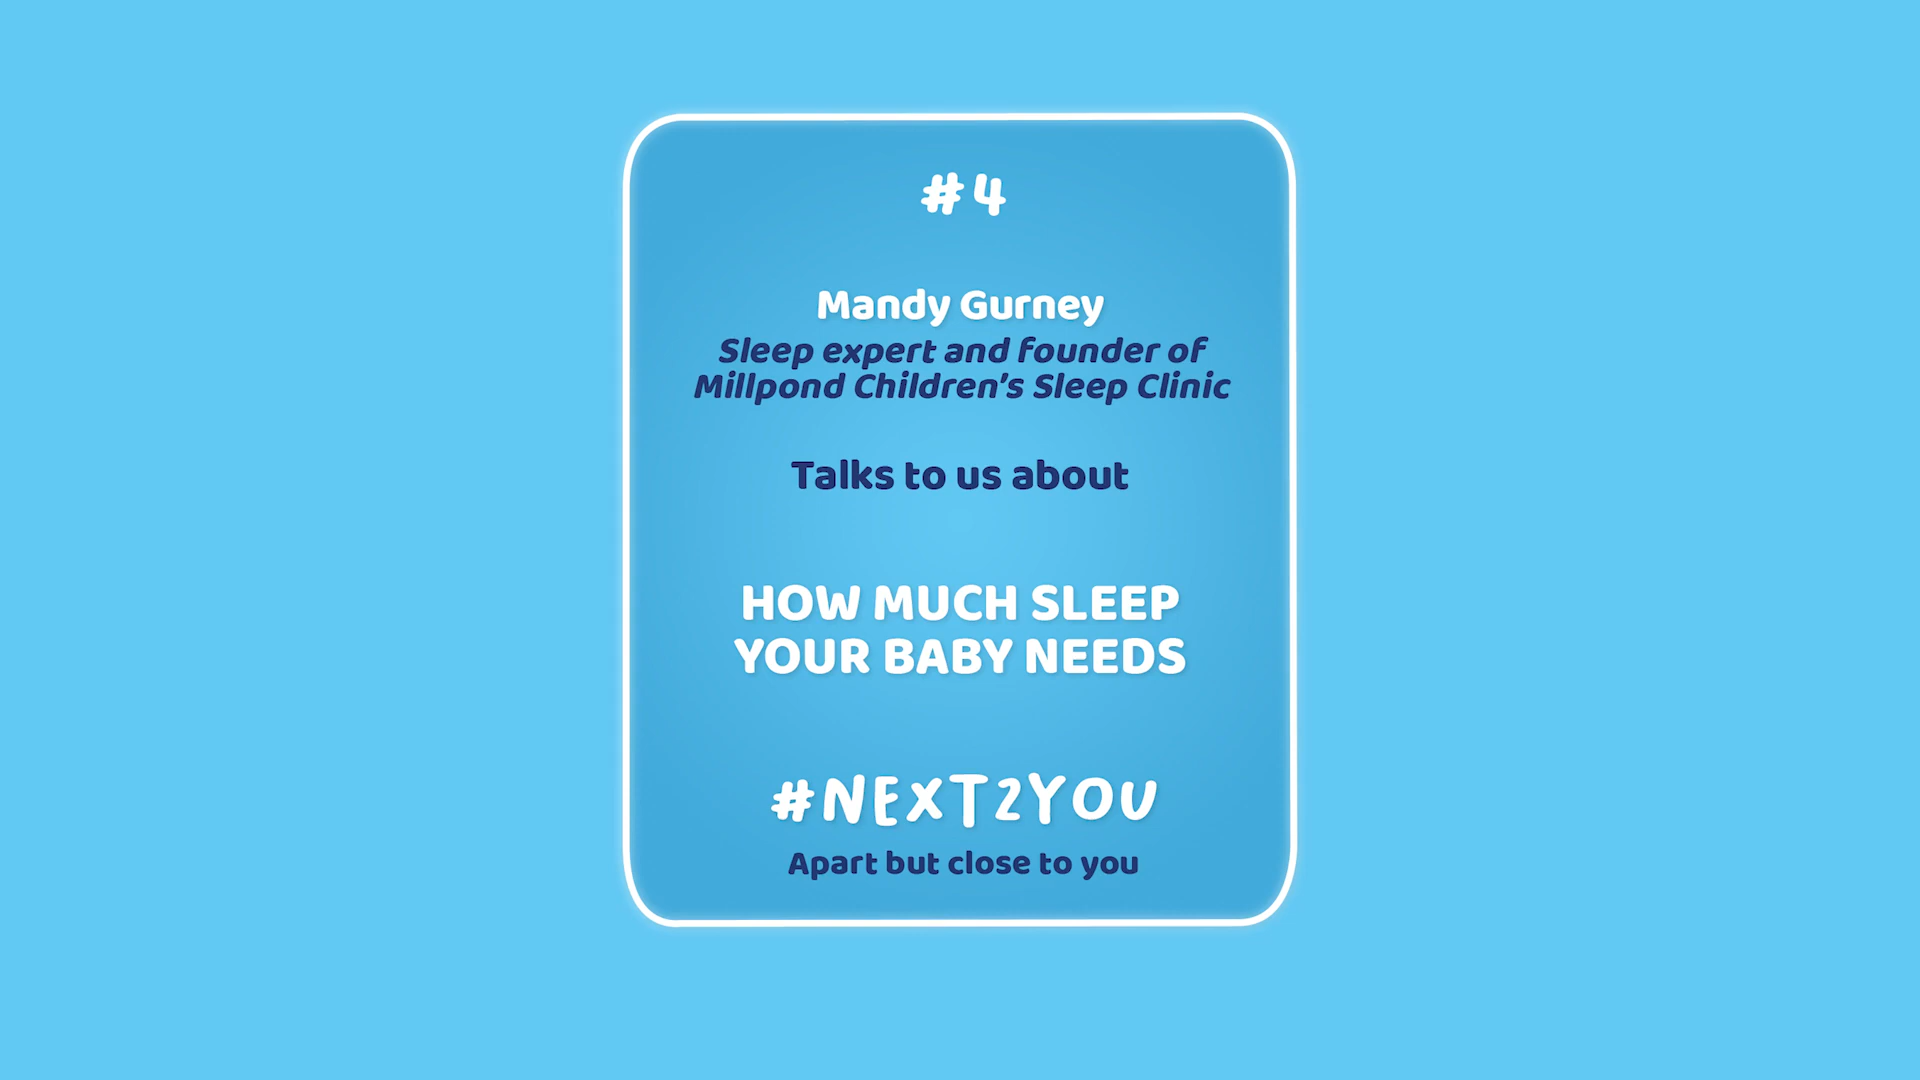 #4
Mandy Gurney
Sleep expert and founder of
Millpond Children's Sleep Clinic
Talks to us about
HOW MUCH SLEEP
YOUR BABY NEEDS
#NEXT2YOU
Apart but close to you